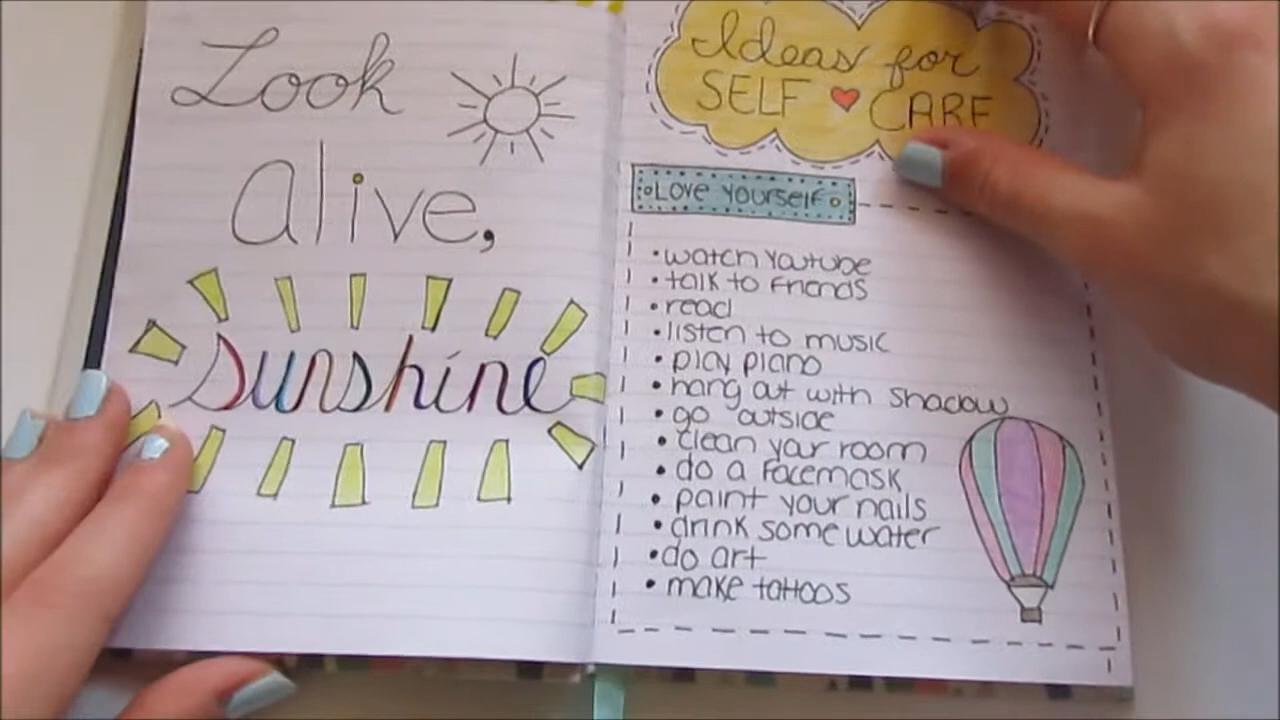 Look
alive,
sunshine
Ideas for
SELF CARE
Love yourself
• watch Youtube
• talk to friends
• read
• listen to music
• play piano
• hang out with shadow
• go outside
• clean your room
• do a facemask
• paint your nails
• drink some water
• do art
• make tattoos